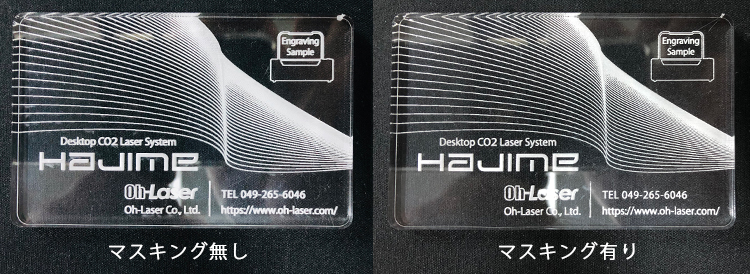 Engraving
Sample
Desktop CO2 Laser System
HAJIME
Oh-Laser
Oh-Laser Co., Ltd.
TEL 049-265-6046
https://www.oh-laser.com/
マスキング無し
Engraving
Sample
Desktop CO2 Laser System
HAJIME
Oh-Laser
Oh-Laser Co., Ltd.
TEL 049-265-6046
https://www.oh-laser.com/
マスキング有り